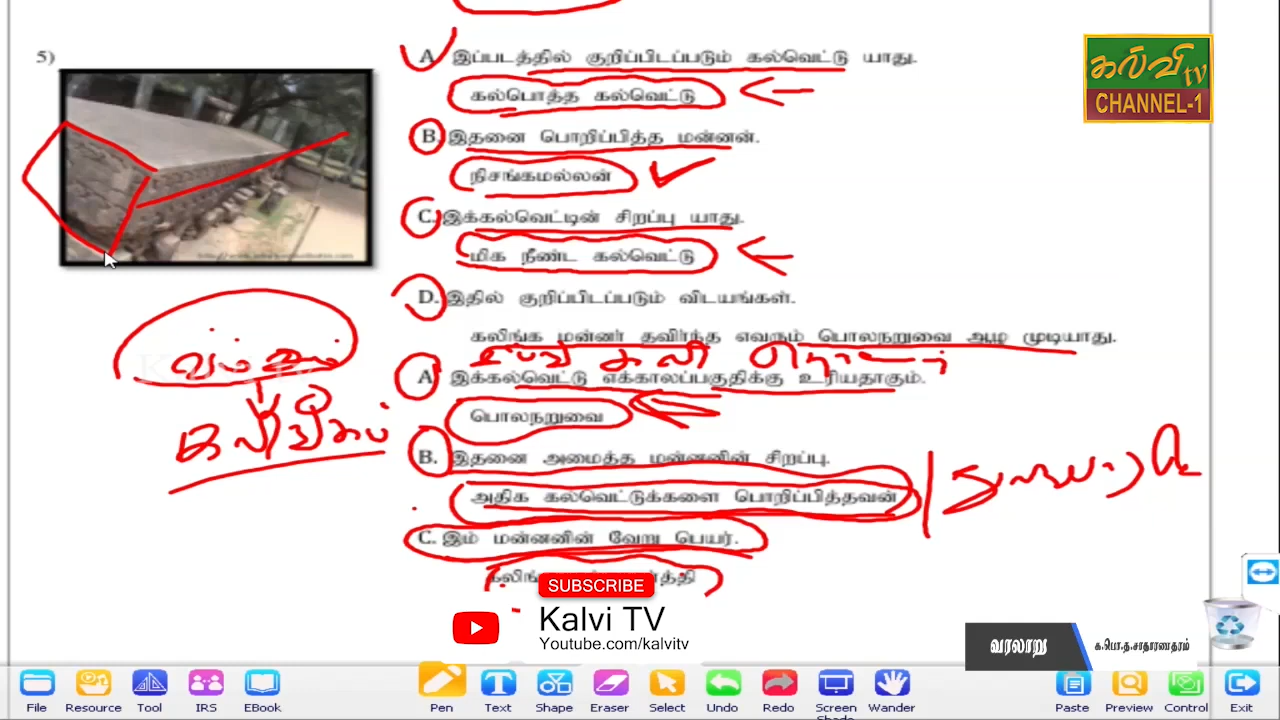 5)
A இப்படத்தில் குறிப்பிடப்படும் கல்வெட்டு யாது.
கல்பொத்த கல்வெட்டு
B. இதனை பொறிப்பித்த மன்னன்.
நிசங்கமல்லன்
C. இக்கல்வெட்டின் சிறப்பு யாது.
மிக நீண்ட கல்வெட்டு
D. இதில் குறிப்பிடப்படும் விடயங்கள்.
கலிங்க மன்னர் தவிர்ந்த எவரும் பொலநறுவை ஆழ முடியாது.
A இக்கல்வெட்டு எக்காலப்பகுதிக்கு உரியதாகும்.
பொலநறுவை
B. இதனை அமைத்த மன்னனின் சிறப்பு.
அதிக கல்வெட்டுக்களை பொறிப்பித்தவன்
C. இம் மன்னனின் வேறு பெயர்.
கல்வி tv
CHANNEL-1
SUBSCRIBE
Kalvi TV
Youtube.com/kalvitv
வரலாறு
க.பொ.த.சாதாரணதரம்
File
Resource
Tool
IRS
EBook
Pen
Text
Shape
Eraser
Select
Undo
Redo
Screen
Wander
Paste
Preview
Control
Exit